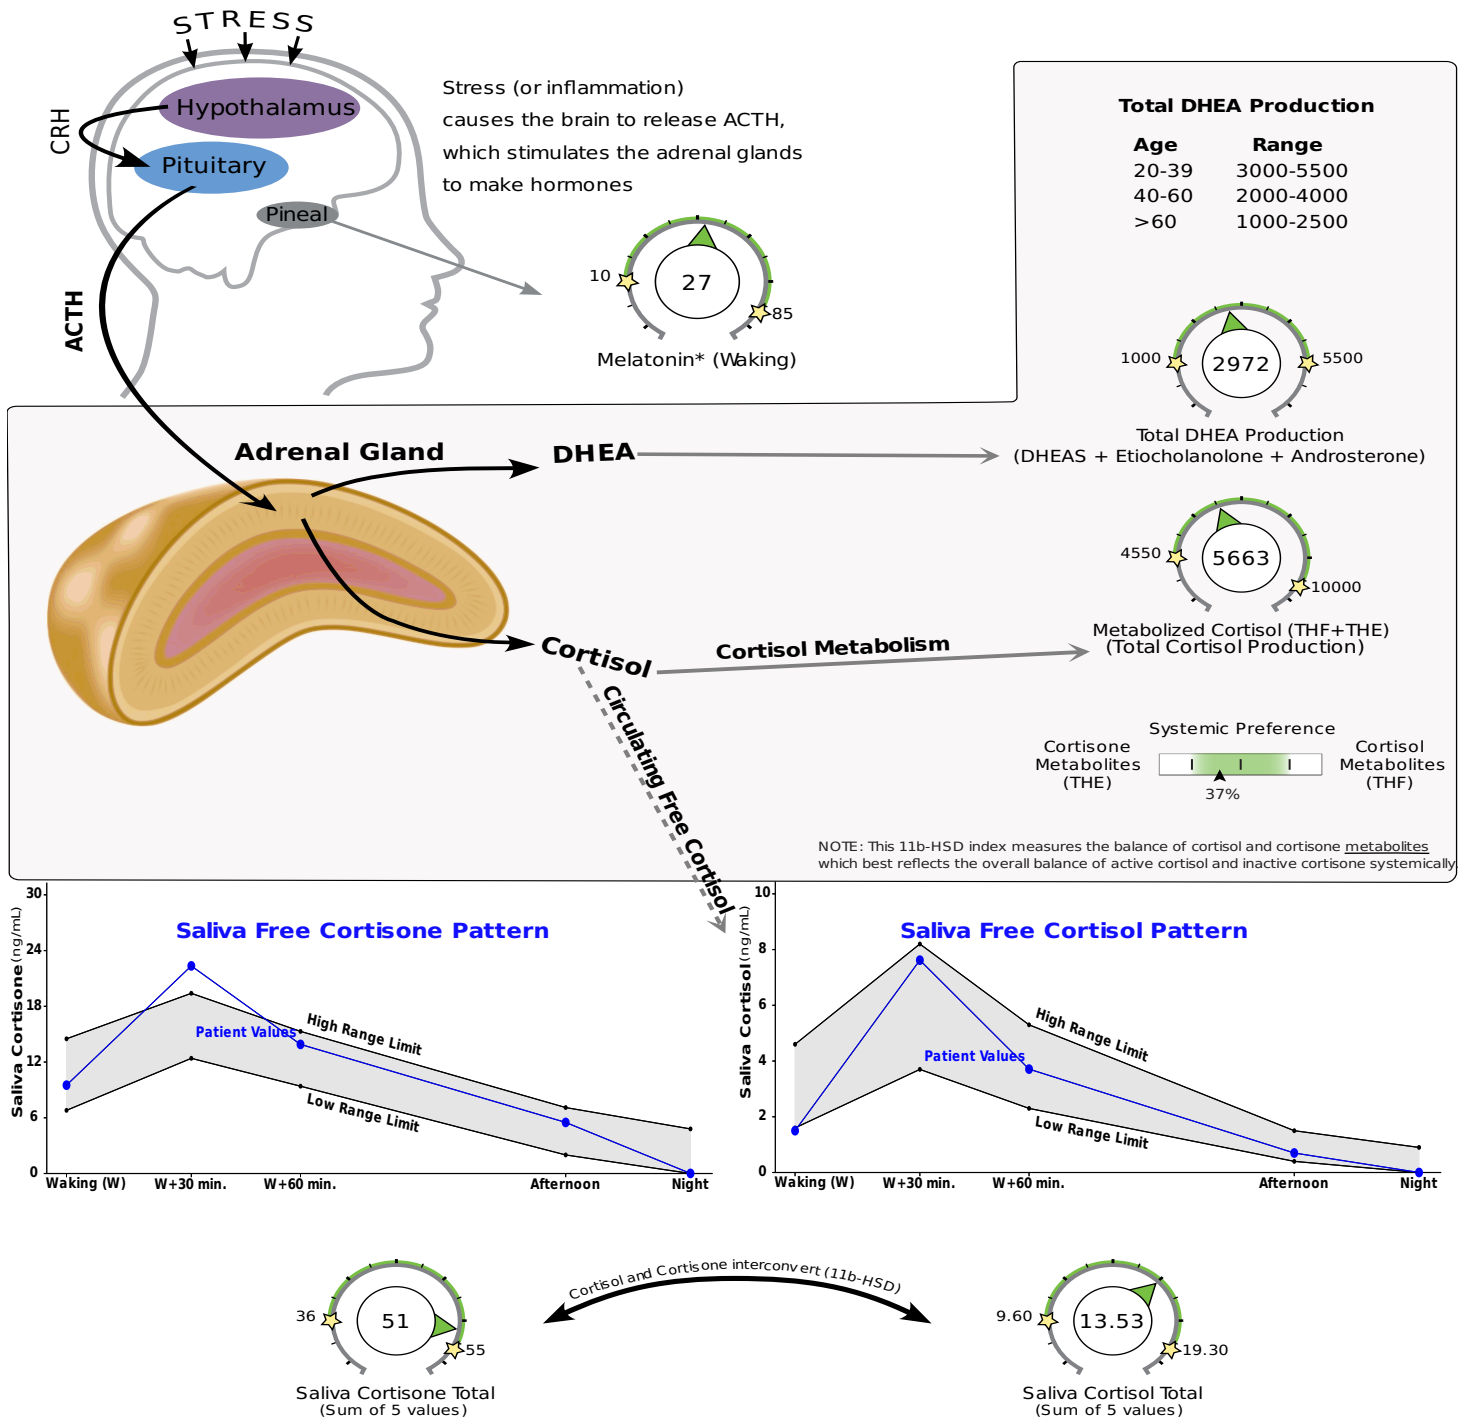 STRESS
Hypothalamus
CRH
Pituitary
Pineal
ACTH
Stress (or inflammation)
causes the brain to release ACTH,
which stimulates the adrenal glands
to make hormones
10
27
85
Melatonin* (Waking)
Total DHEA Production
Age Range
20-39 3000-5500
40-60 2000-4000
>60 1000-2500
1000
2972
5500
Total DHEA Production
(DHEAS + Etiocholanolone + Androsterone)
Adrenal Gland
DHEA
4550
5663
10000
Metabolized Cortisol (THF+THE)
(Total Cortisol Production)
Cortisol
Cortisol Metabolism
Circulating Free Cortisol
Systemic Preference
Cortisone
Metabolites
(THE)
37%
Cortisol
Metabolites
(THF)
NOTE: This 11b-HSD index measures the balance of cortisol and cortisone metabolites
which best reflects the overall balance of active cortisol and inactive cortisone systemically.
Saliva Free Cortisone Pattern
Saliva Cortisone (ng/mL)
30
24
18
12
6
0
Patient Values
High Range Limit
Low Range Limit
Waking (W) W+30 min. W+60 min. Afternoon Night
Saliva Free Cortisol Pattern
Saliva Cortisol (ng/mL)
10
8
6
4
2
0
Patient Values
High Range Limit
Low Range Limit
Waking (W) W+30 min. W+60 min. Afternoon Night
36
51
55
Saliva Cortisone Total
(Sum of 5 values)
Cortisol and Cortisone interconvert (11b-HSD)
9.60
13.53
19.30
Saliva Cortisol Total
(Sum of 5 values)